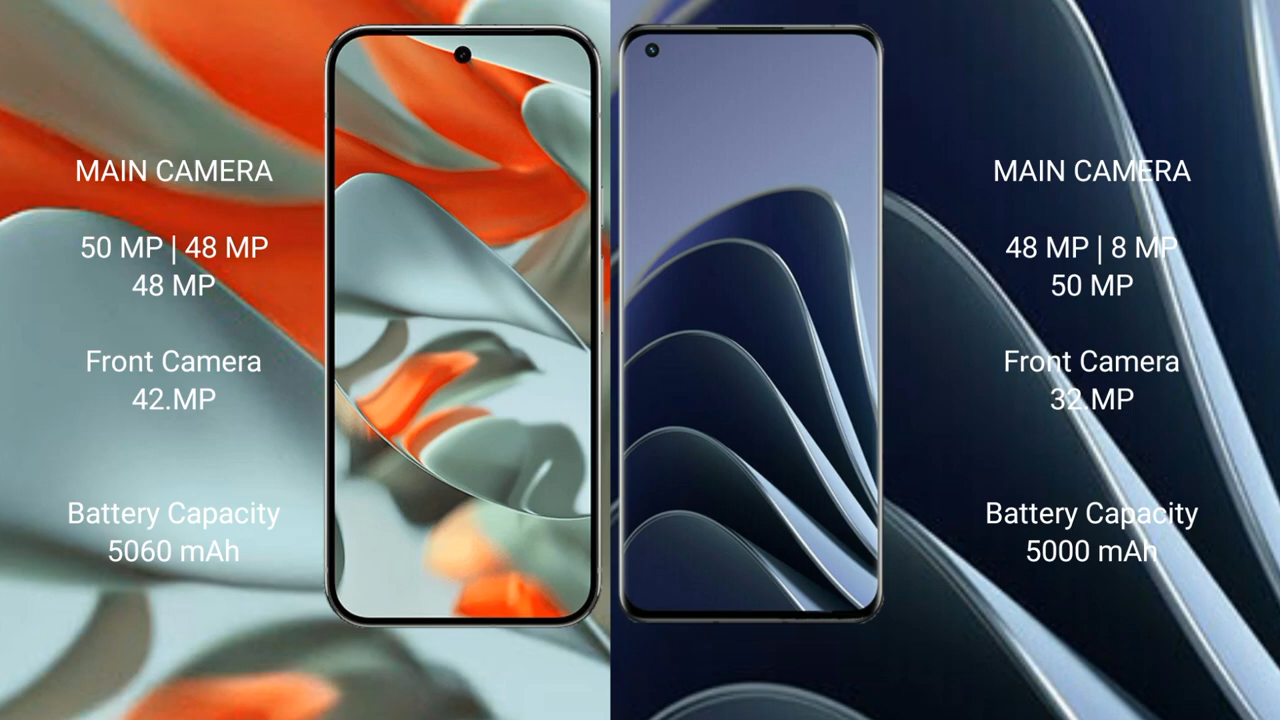 MAIN CAMERA
50 MP | 48 MP
48 MP
Front Camera
42.MP
Battery Capacity
5060 mAh
MAIN CAMERA
48 MP | 8 MP
50 MP
Front Camera
32.MP
Battery Capacity
5000 mAh